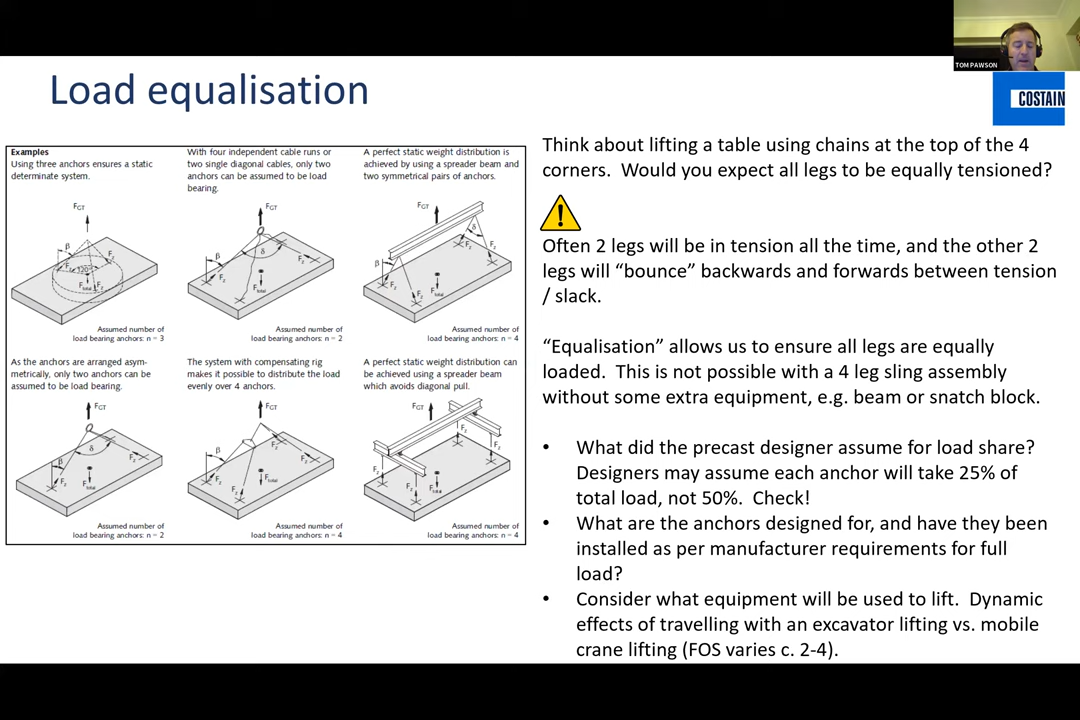 TOM PAWSON
COSTAIN
Load equalisation
Examples
Using three anchors ensures a static
determinate system.
With four independent cable runs or
two single diagonal cables, only two
anchors can be assumed to be load
bearing.
A perfect static weight distribution is
achieved by using a spreader beam and
two symmetrical pairs of anchors.
Assumed number of
load bearing anchors: n = 3
Assumed number of
load bearing anchors: n = 2
Assumed number of
load bearing anchors: n = 4
As the anchors are arranged asym-
metrically, only two anchors can be
assumed to be load bearing.
The system with compensating rig
makes it possible to distribute the load
evenly over 4 anchors.
A perfect static weight distribution can
be achieved using a spreader beam
which avoids diagonal pull.
Assumed number of
load bearing anchors: n = 2
Assumed number of
load bearing anchors: n = 4
Assumed number of
load bearing anchors: n = 4
Think about lifting a table using chains at the top of the 4
corners. Would you expect all legs to be equally tensioned?
Often 2 legs will be in tension all the time, and the other 2
legs will “bounce” backwards and forwards between tension
/ slack.
“Equalisation” allows us to ensure all legs are equally
loaded. This is not possible with a 4 leg sling assembly
without some extra equipment, e.g. beam or snatch block.
• What did the precast designer assume for load share?
Designers may assume each anchor will take 25% of
total load, not 50%. Check!
• What are the anchors designed for, and have they been
installed as per manufacturer requirements for full
load?
• Consider what equipment will be used to lift. Dynamic
effects of travelling with an excavator lifting vs. mobile
crane lifting (FOS varies c. 2-4).